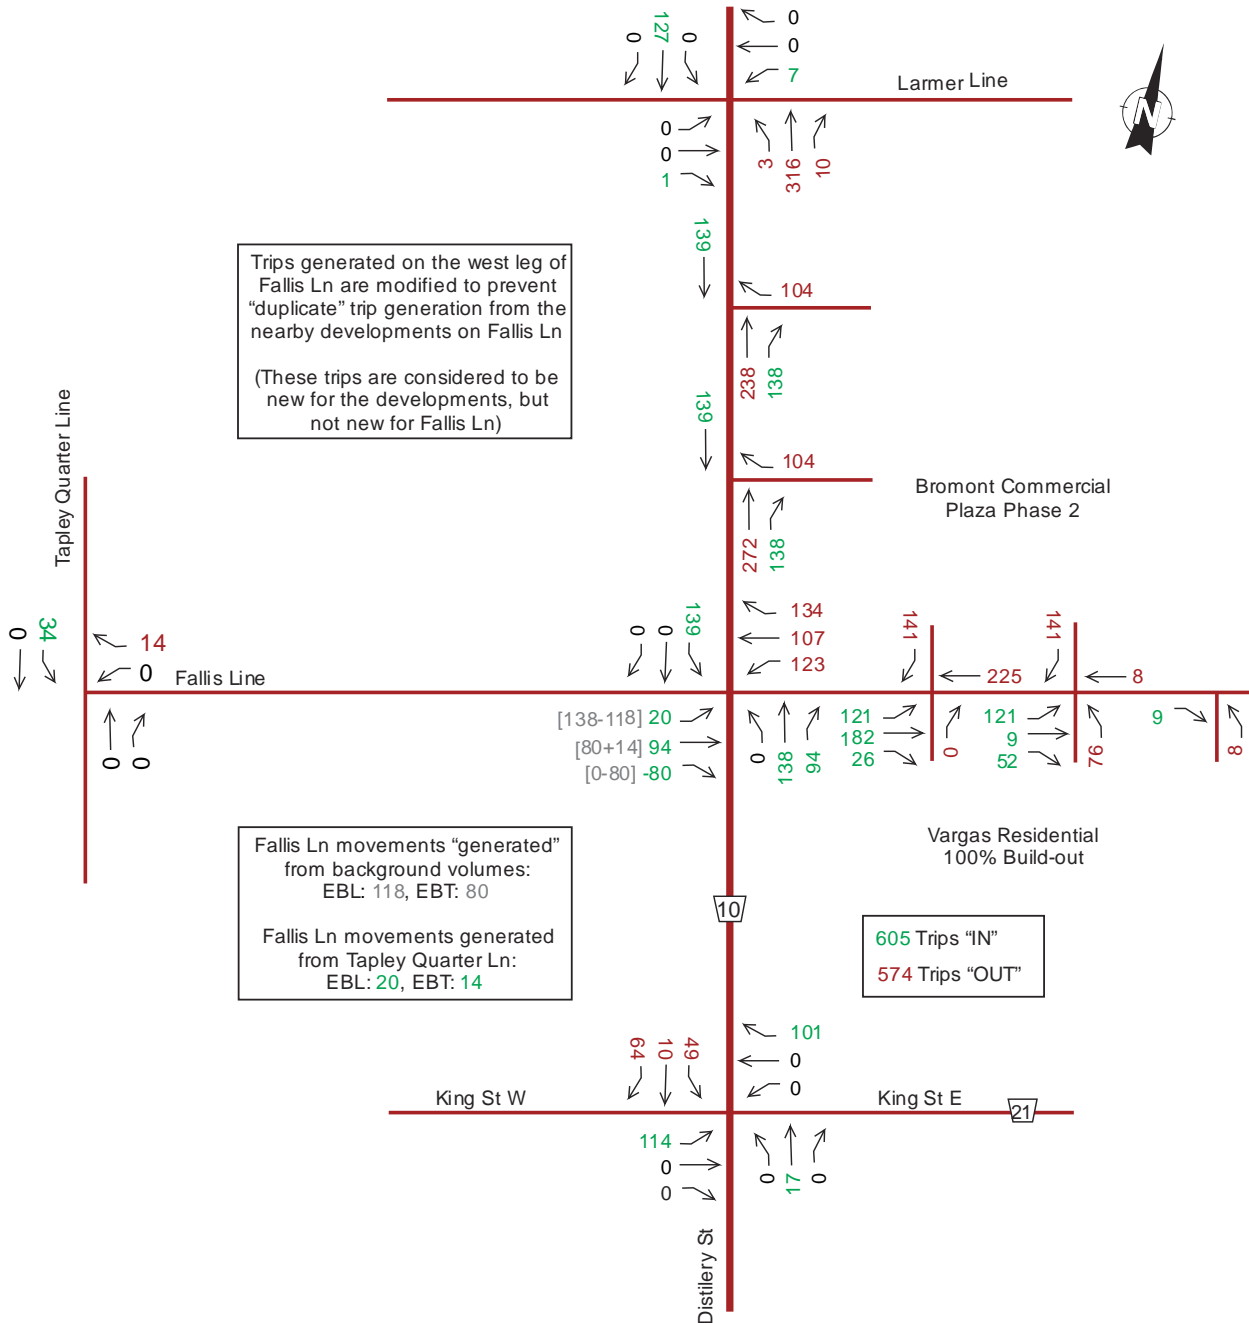 0
127
0
0
0
7
Larmer Line
N
0
0
1
3
316
10
139
104
238
138
Trips generated on the west leg of
Fallis Ln are modified to prevent
“duplicate” trip generation from the
nearby developments on Fallis Ln
(These trips are considered to be
new for the developments, but
not new for Fallis Ln)
139
104
272
138
Bromont Commercial
Plaza Phase 2
Tapley Quarter Line
0
34
14
0
Fallis Line
0
0
0
0
139
134
107
123
141
225
141
8
[138-118] 20
[80+14] 94
[0-80] -80
0
138
94
121
182
26
0
121
9
52
76
9
8
Fallis Ln movements “generated”
from background volumes:
EBL: 118, EBT: 80
Fallis Ln movements generated
from Tapley Quarter Ln:
EBL: 20, EBT: 14
Vargas Residential
100% Build-out
10
605 Trips “IN”
574 Trips “OUT”
64
10
49
101
0
0
King St W
King St E
21
114
0
0
0
17
0
Distilery St